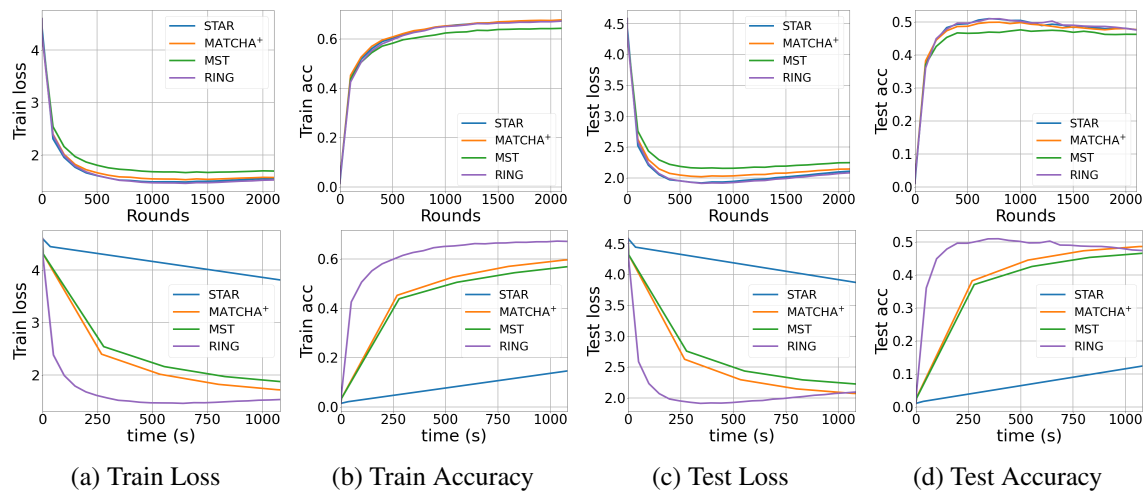 Train loss
4
3
2
0 500 1000 1500 2000
Rounds
STAR
MATCHA+
MST
RING
Train acc
0.6
0.4
0.2
0.0
0 500 1000 1500 2000
Rounds
STAR
MATCHA+
MST
RING
Test loss
4.5
4.0
3.5
3.0
2.5
2.0
0 500 1000 1500 2000
Rounds
STAR
MATCHA+
MST
RING
Test acc
0.5
0.4
0.3
0.2
0.1
0.0
0 500 1000 1500 2000
Rounds
STAR
MATCHA+
MST
RING
Train loss
4
3
2
0 250 500 750 1000
time (s)
STAR
MATCHA+
MST
RING
Train acc
0.6
0.4
0.2
0.0
0 250 500 750 1000
time (s)
STAR
MATCHA+
MST
RING
Test loss
4.5
4.0
3.5
3.0
2.5
2.0
0 250 500 750 1000
time (s)
STAR
MATCHA+
MST
RING
Test acc
0.5
0.4
0.3
0.2
0.1
0.0
0 250 500 750 1000
time (s)
STAR
MATCHA+
MST
RING
(a) Train Loss
(b) Train Accuracy
(c) Test Loss
(d) Test Accuracy